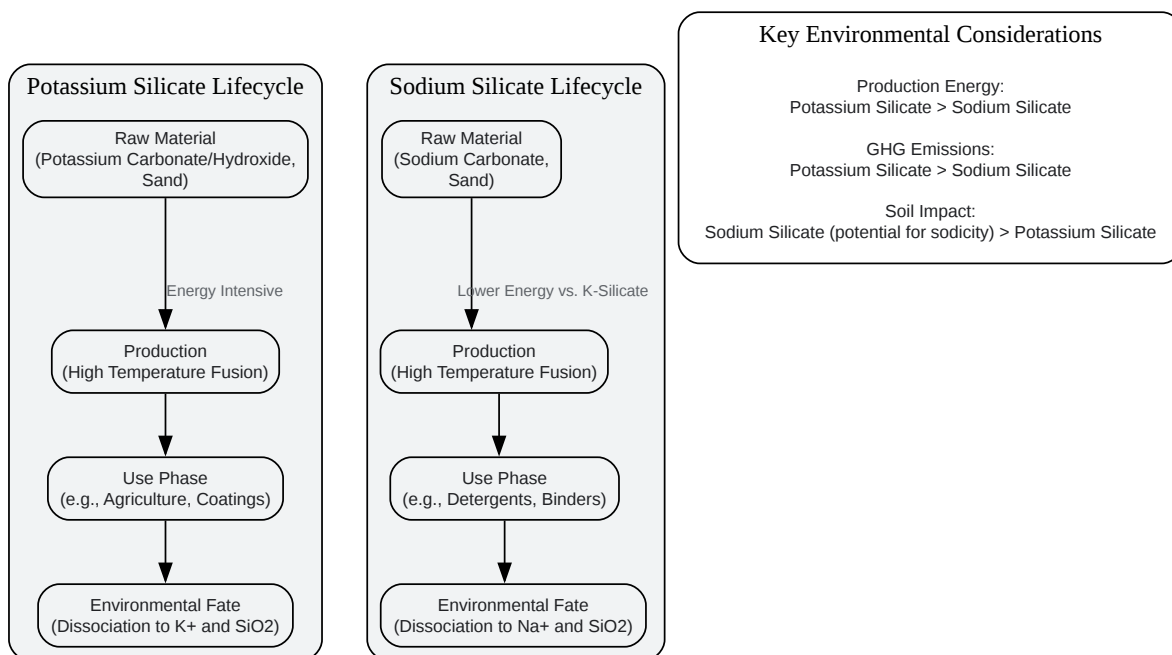 Potassium Silicate Lifecycle
Raw Material
(Potassium Carbonate/Hydroxide,
Sand)
Energy Intensive
Production
(High Temperature Fusion)
Use Phase
(e.g., Agriculture, Coatings)
Environmental Fate
(Dissociation to K+ and SiO2)
Sodium Silicate Lifecycle
Raw Material
(Sodium Carbonate,
Sand)
Lower Energy vs. K-Silicate
Production
(High Temperature Fusion)
Use Phase
(e.g., Detergents, Binders)
Environmental Fate
(Dissociation to Na+ and SiO2)
Key Environmental Considerations
Production Energy:
Potassium Silicate > Sodium Silicate
GHG Emissions:
Potassium Silicate > Sodium Silicate
Soil Impact:
Sodium Silicate (potential for sodicity) > Potassium Silicate